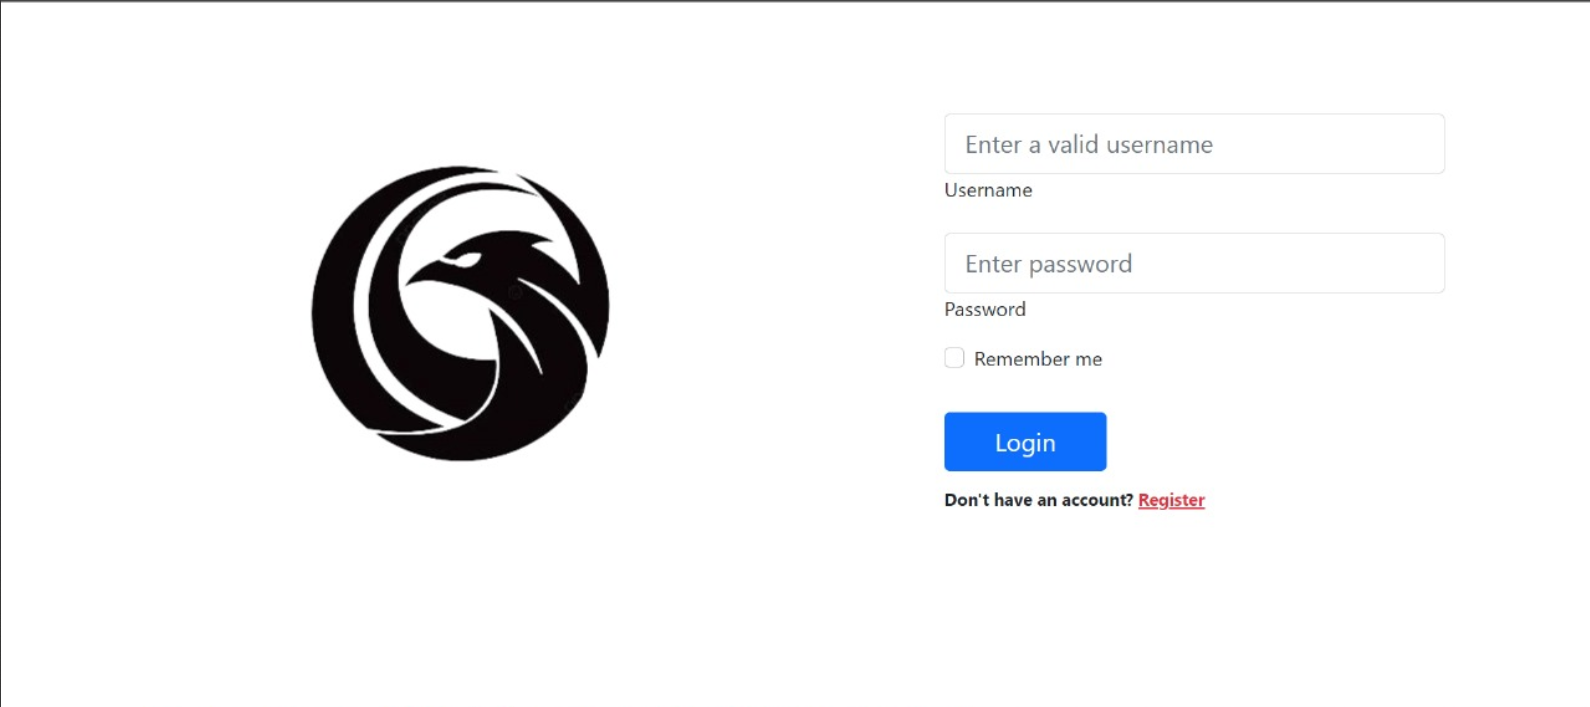 Enter a valid username
Username
Enter password
Password
Remember me
Login
Don't have an account? Register